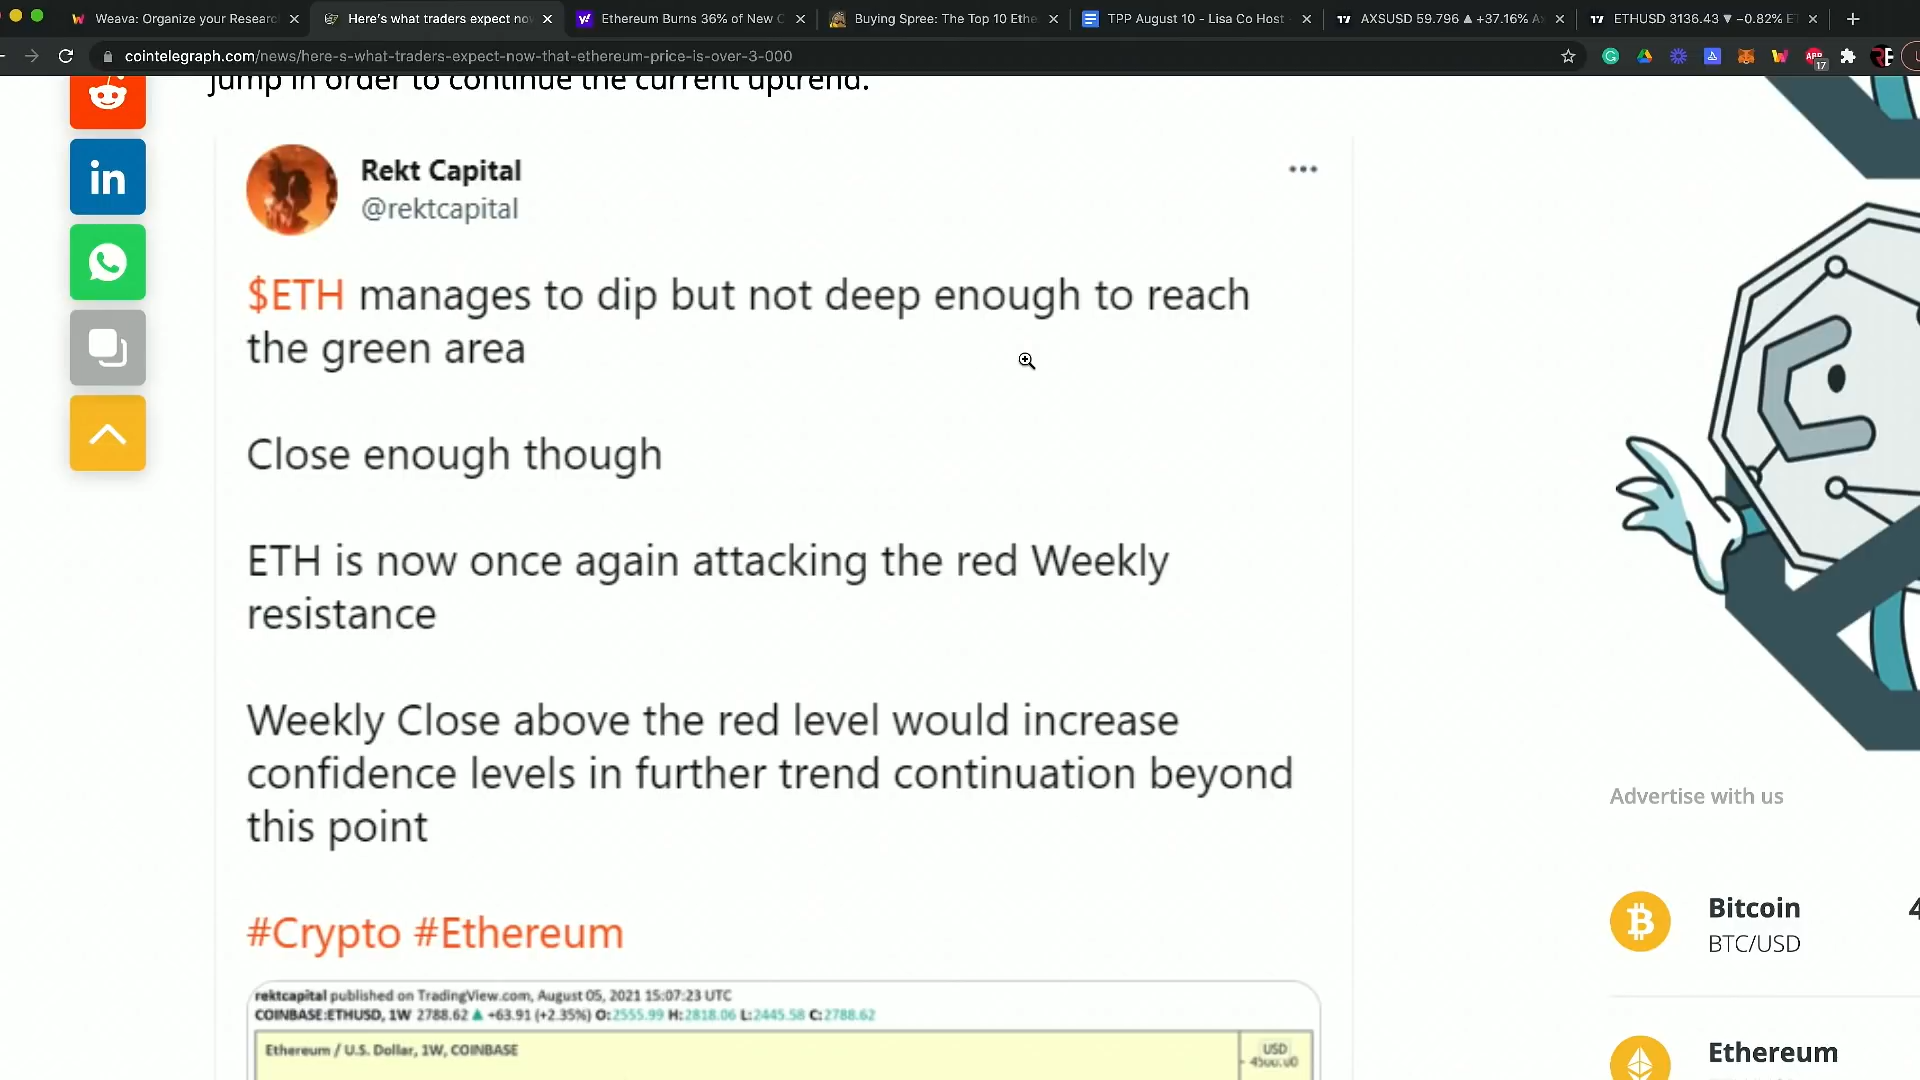 Weava: Organize your Researc
Here's what traders expect no
Ethereum Burns 36% of New C
Buying Spree: The Top 10 Ethe
TPP August 10 - Lisa Co Host
AXSUSD 59.796 ▲ +37.16% A
ETHUSD 3136.43 ▼ −0.82% E
cointelegraph.com/news/here-s-what-traders-expect-now-that-ethereum-price-is-over-3-000
ABP
17
jump in order to continue the current uptrend.
in
Rekt Capital
@rektcapital
$ETH manages to dip but not deep enough to reach
the green area
Close enough though
ETH is now once again attacking the red Weekly
resistance
Weekly Close above the red level would increase
confidence levels in further trend continuation beyond
this point
#Crypto #Ethereum
rektcapital published on TradingView.com, August 05, 2021 15:07:23 UTC
COINBASE:ETHUSD, 1W 2788.62 ▲ +63.91 (+2.35%) O:2555.99 H:2818.06 L:2445.58 C:2788.62
Ethereum / U.S. Dollar, 1W, COINBASE
USD
4500.00
Advertise with us
Bitcoin
4
BTC/USD
Ethereum